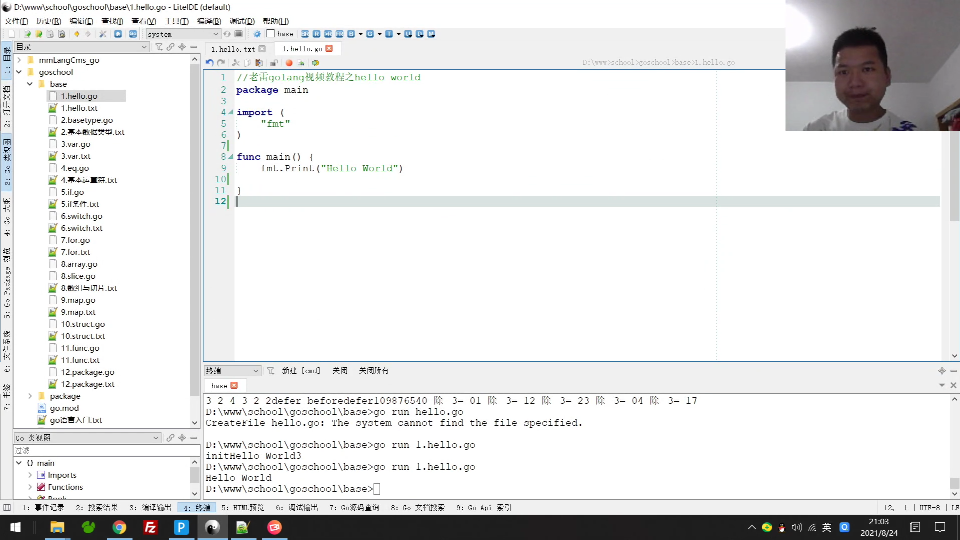 D:\www\school\goschool\base\1.hello.go - LiteIDE (default)
文件(F) 历史(R) 编辑(E) 查找(I) 查看(V) 工具(T) 编译(B) 调试(D) 帮助(H)
system
base
目录
1.hello.txt
1.hello.go
D:\www\school\goschool\base\1.hello.go
mmLangCms_go
goschool
base
1.hello.go
1.hello.txt
2.basetype.go
2.基本数据类型.txt
3.var.go
3.var.txt
4.eq.go
4.基本运算符.txt
5.if.go
5.if条件.txt
6.switch.go
6.switch.txt
7.for.go
7.for.txt
8.array.go
8.slice.go
8.数组与切片.txt
9.map.go
9.map.txt
10.struct.go
10.struct.txt
11.func.go
11.func.txt
12.package.go
12.package.txt
package
go.mod
go语言入门.txt
1 //老雷golang视频教程之hello world
2 package main
3
4 import (
5 "fmt"
6 )
7
8 func main() {
9 fmt.Print("Hello World")
10
11 }
12
终端
新建 [cmd] 关闭 关闭所有
base
3 2 4 3 2 2defer beforedefer109876540 除 3- 01 除 3- 12 除 3- 23 除 3- 04 除 3- 17
D:\www\school\goschool\base>go run hello.go
CreateFile hello.go: The system cannot find the file specified.
D:\www\school\goschool\base>go run 1.hello.go
initHello World3
D:\www\school\goschool\base>go run 1.hello.go
Hello World
D:\www\school\goschool\base>
Go 类视图
过滤
{} main
Imports
Functions
1: 事件记录 2: 搜索结果 3: 编译输出 4: 终端 5: HTML预览 6: 调试输出 7: Go源码查询 8: Go 文档搜索 9: Go Api 索引
12, 1 UTF-8
英
21:03
2021/8/24